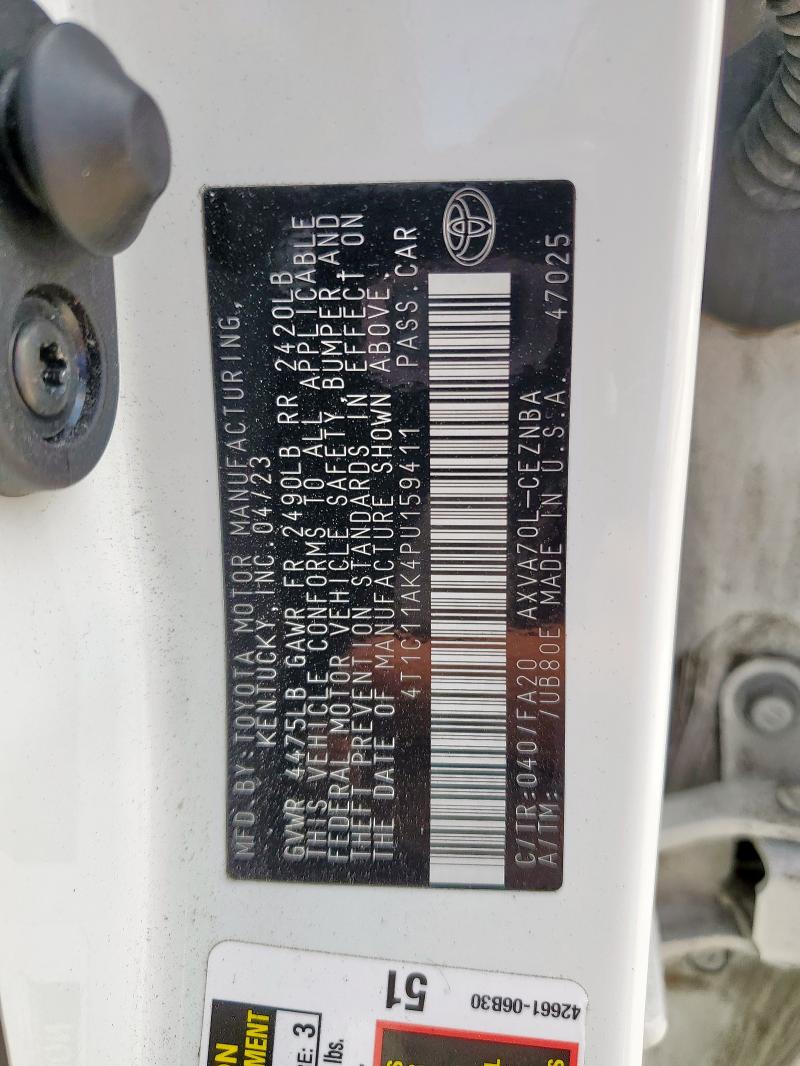 MFD BY:TOYOTA MOTOR MANUFACTURING,
KENTUCKY, INC 04/23
GVWR 4475LB GAWR FR 2490LB RR 2420LB
THIS VEHICLE CONFORMS TO ALL APPLICABLE
FEDERAL MOTOR VEHICLE SAFETY, BUMPER, AND
THEFT PREVENTION STANDARDS IN EFFECT ON
THE DATE OF MANUFACTURE SHOWN ABOVE.
4T1C11AK4PU159411 PASS.CAR
C/TR:040/FA20 AXVA70L-CEZNBA
A/TM: /UB80E MADE IN U.S.A. 47025
51
42661-06B30
3
lbs.